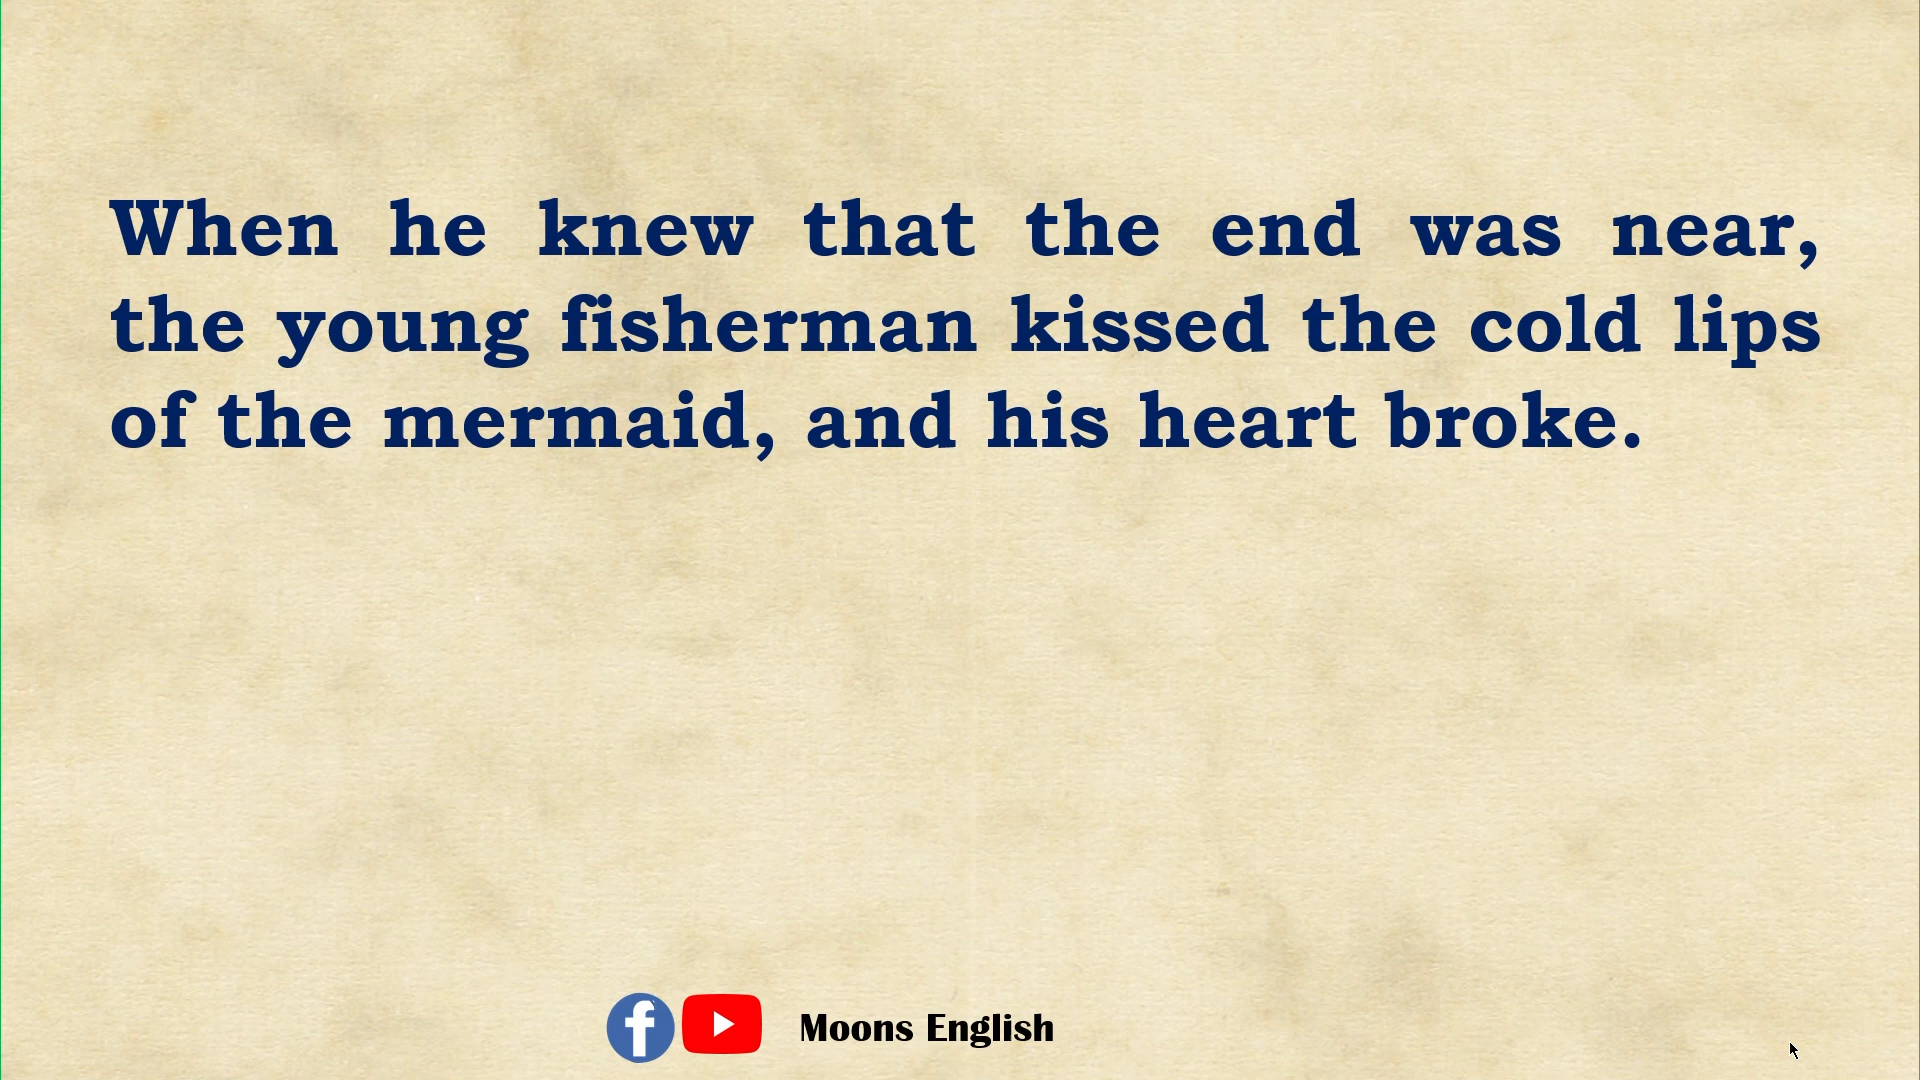 When he knew that the end was near,
the young fisherman kissed the cold lips
of the mermaid, and his heart broke.
Moons English